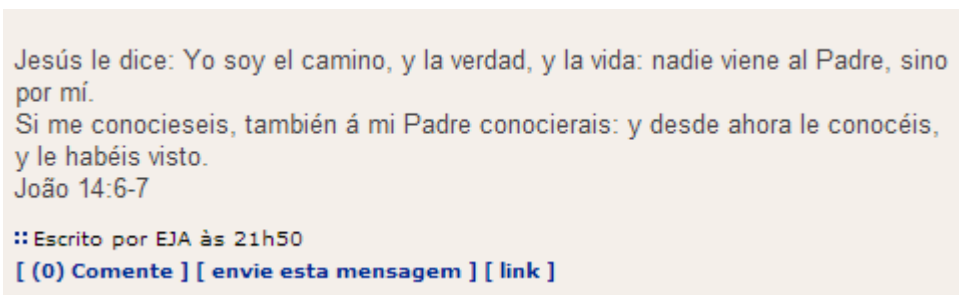 Jesús le dice: Yo soy el camino, y la verdad, y la vida: nadie viene al Padre, sino
por mí.
Si me conocieseis, también á mi Padre conocierais: y desde ahora le conocéis,
y le habéis visto.
João 14:6-7
:: Escrito por EJA às 21h50
[ (0) Comente ] [ envie esta mensagem ] [ link ]